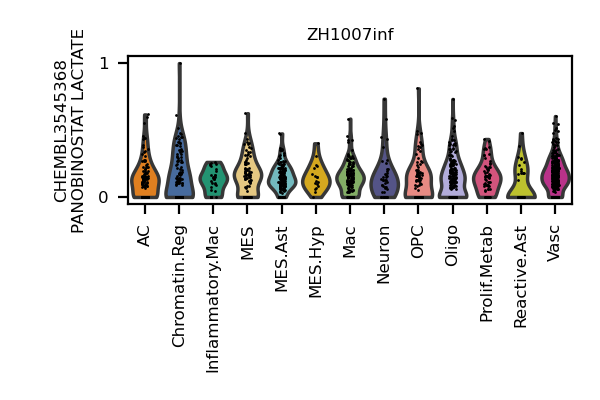 ZH1007inf
CHEMBL3545368
PANOBINOSTAT LACTATE
1
0
AC
Chromatin.Reg
Inflammatory.Mac
MES
MES.Ast
MES.Hyp
Mac
Neuron
OPC
Oligo
Prolif.Metab
Reactive.Ast
Vasc